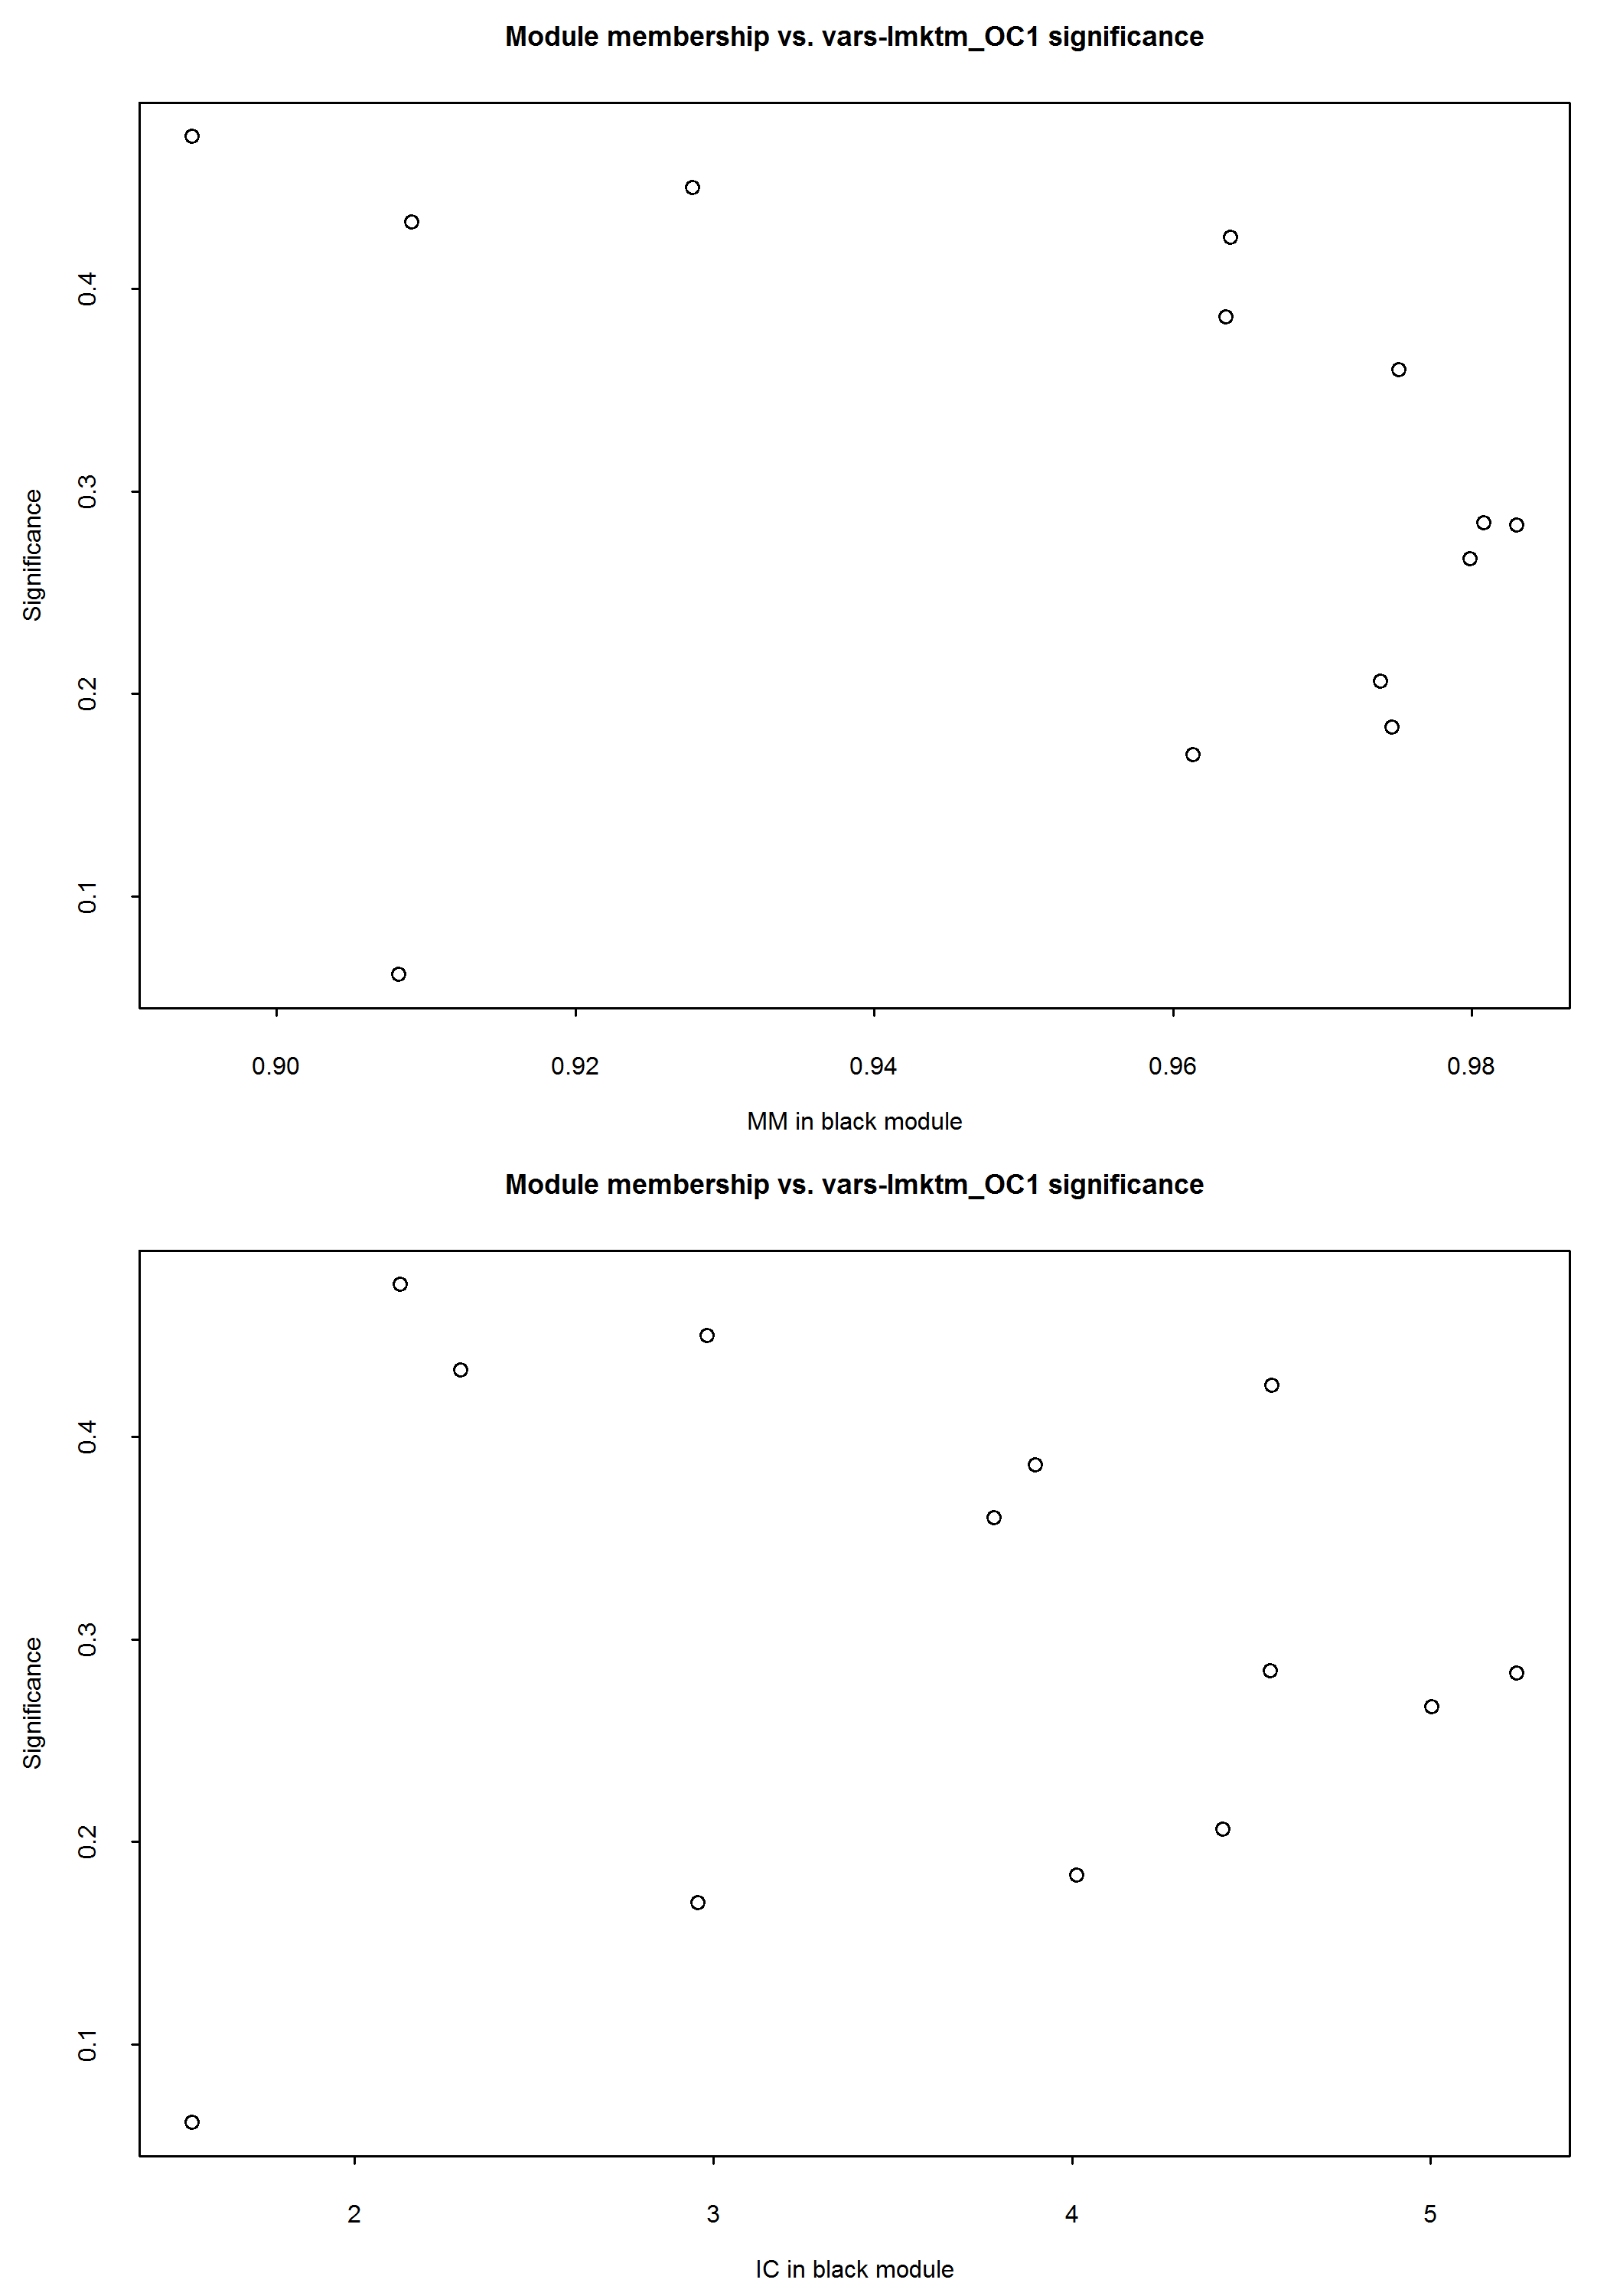 Module membership vs. vars-lmktm_OC1 significance
Significance
0.4
0.3
0.2
0.1
0.90 0.92 0.94 0.96 0.98
MM in black module
Module membership vs. vars-lmktm_OC1 significance
Significance
0.4
0.3
0.2
0.1
2 3 4 5
IC in black module